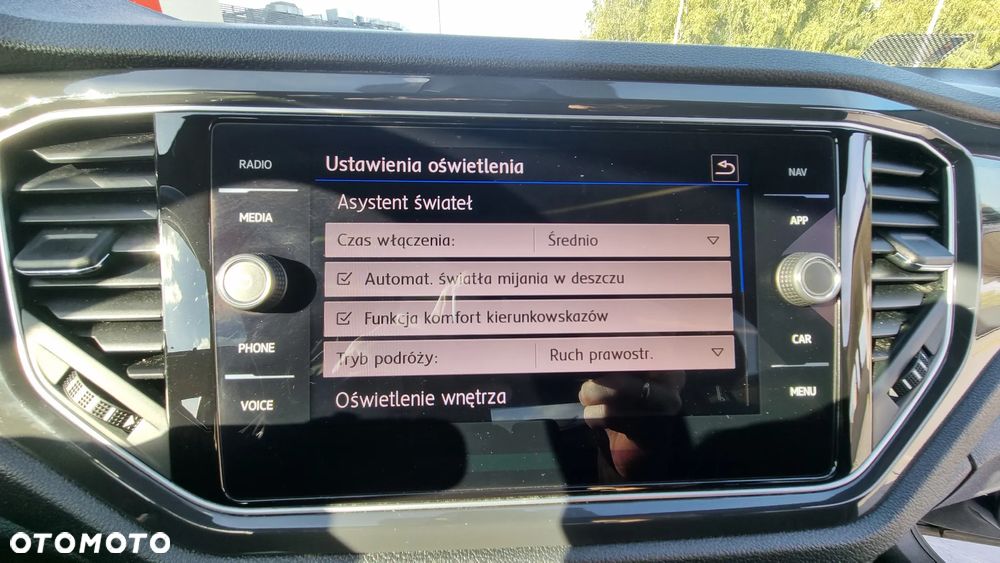 RADIO
MEDIA
PHONE
VOICE
Ustawienia oświetlenia
Asystent świateł
Czas włączenia: Średnio
Automat. światła mijania w deszczu
Funkcja komfort kierunkowskazów
Tryb podróży: Ruch prawostr.
Oświetlenie wnętrza
NAV
APP
CAR
MENU
OTOMOTO